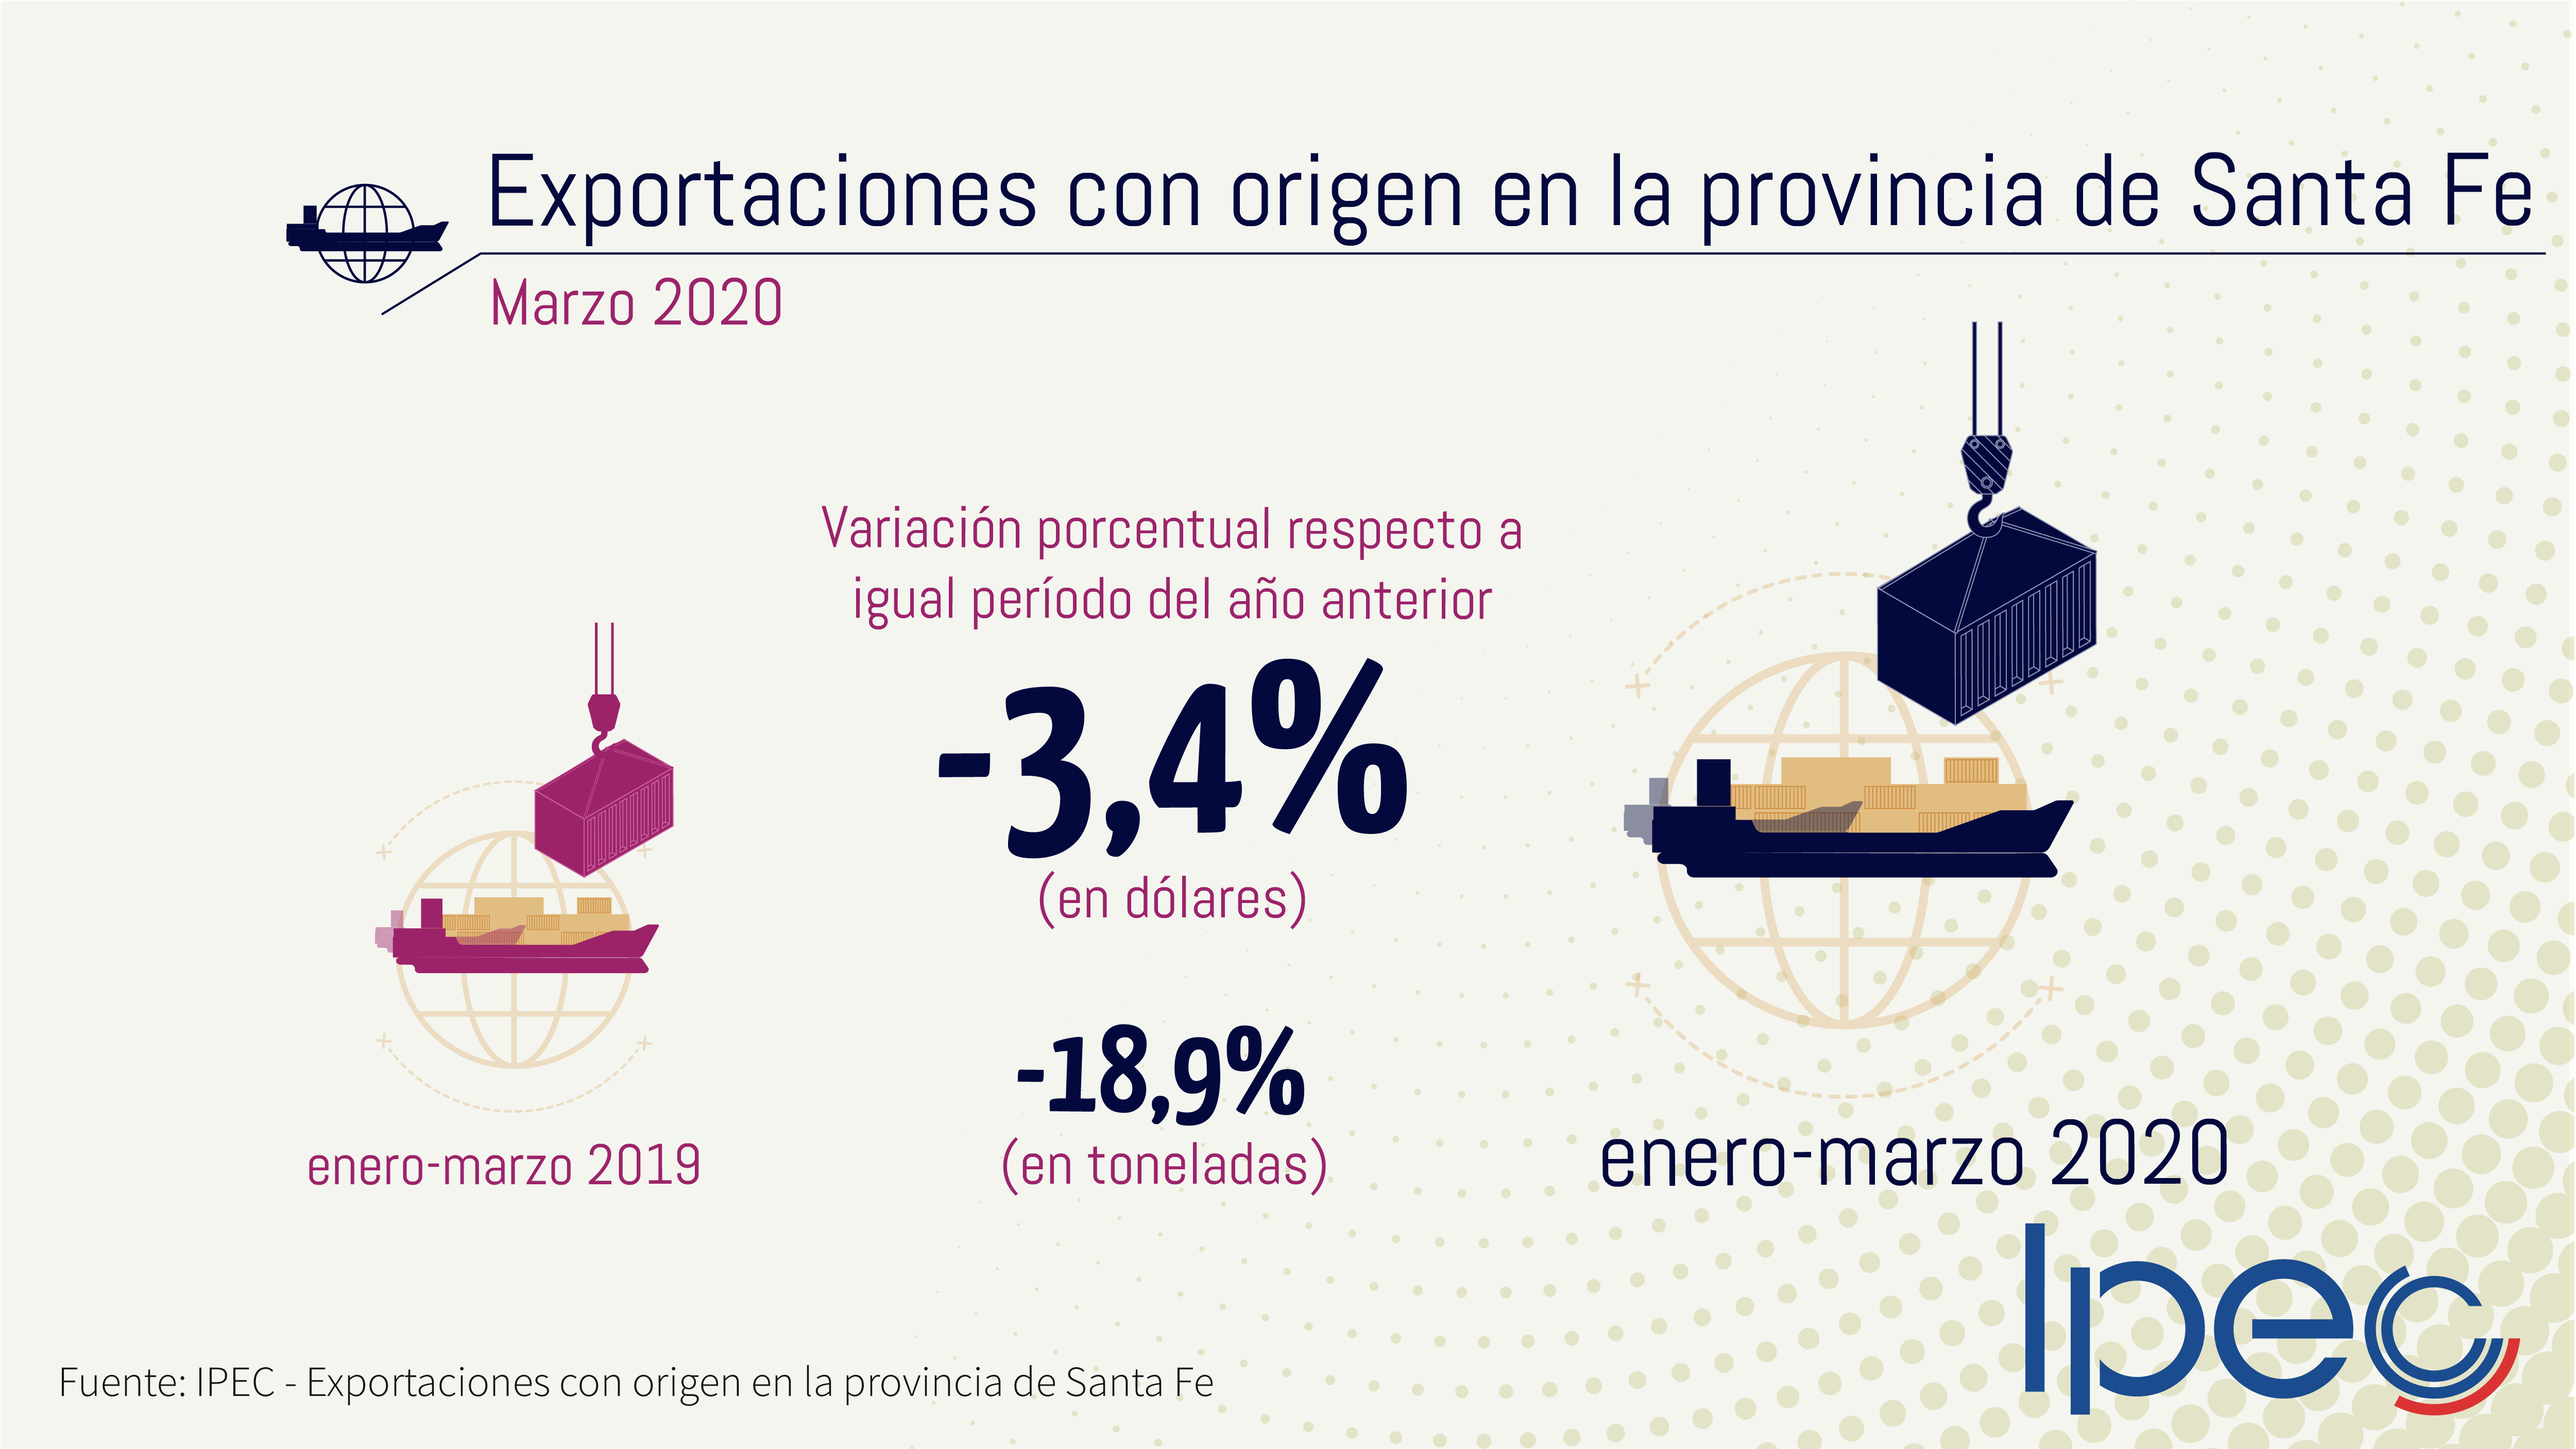 Exportaciones con origen en la provincia de Santa Fe
Marzo 2020
Variación porcentual respecto a
igual período del año anterior
-3,4%
(en dólares)
-18,9%
(en toneladas)
enero-marzo 2019
enero-marzo 2020
Ipec
Fuente: IPEC - Exportaciones con origen en la provincia de Santa Fe